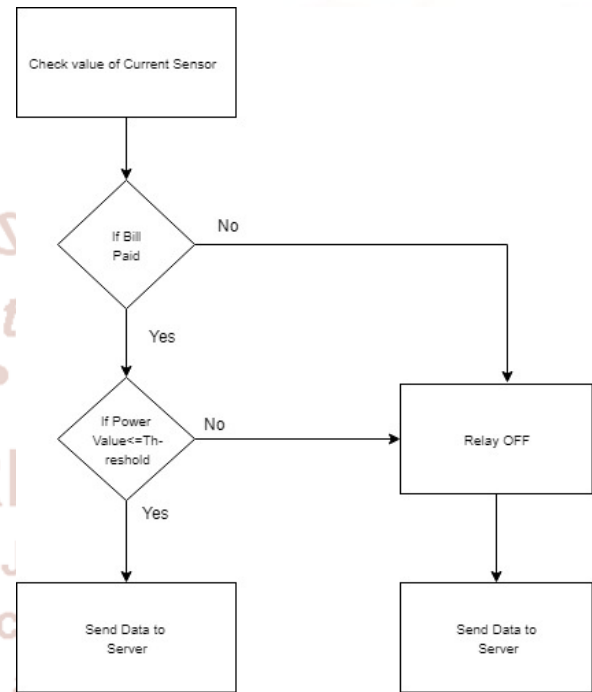 Check value of Current Sensor
If Bill
Paid
No
Yes
If Power
Value<=Th-
reshold
No
Relay OFF
Yes
Send Data to
Server
Send Data to
Server